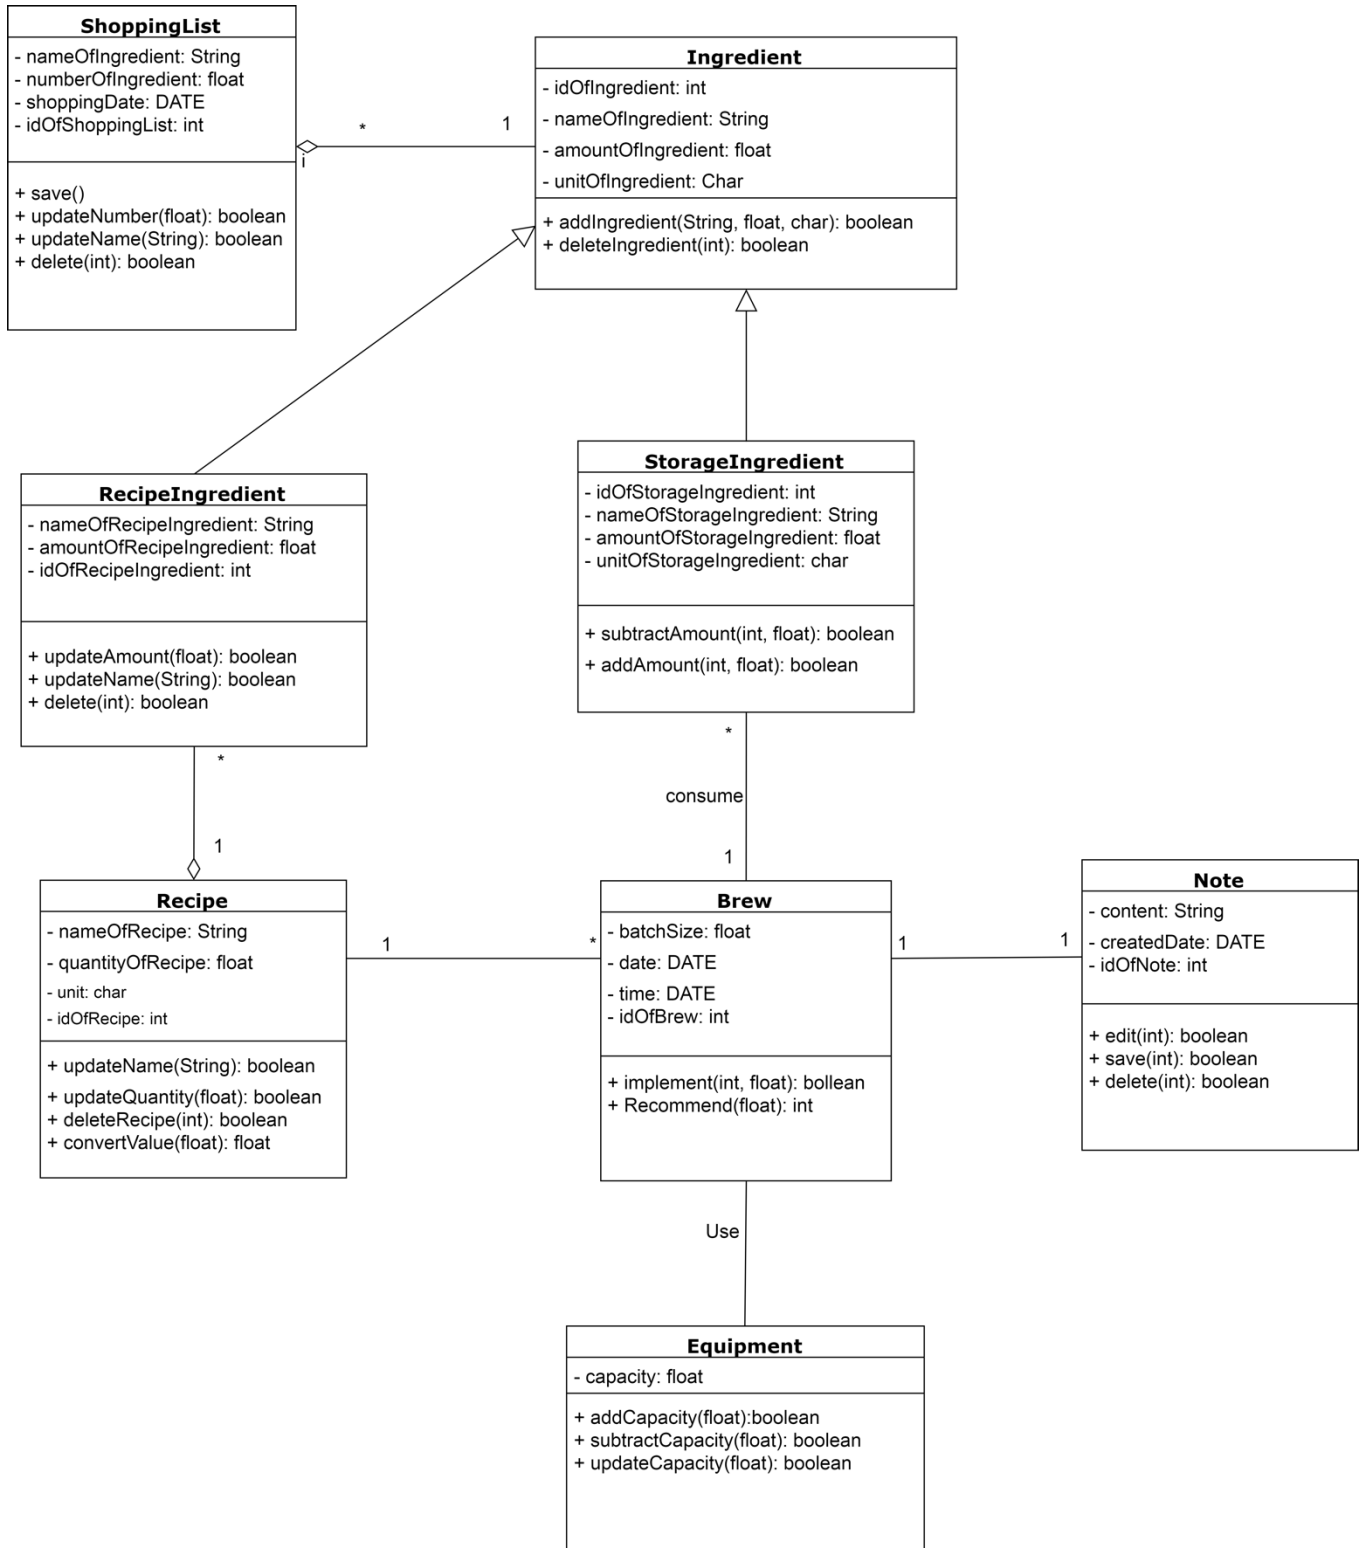 ShoppingList
- nameOfIngredient: String
- numberOfIngredient: float
- shoppingDate: DATE
- idOfShoppingList: int
+ save()
+ updateNumber(float): boolean
+ updateName(String): boolean
+ delete(int): boolean
i
*
1
Ingredient
- idOfIngredient: int
- nameOfIngredient: String
- amountOfIngredient: float
- unitOfIngredient: Char
+ addIngredient(String, float, char): boolean
+ deleteIngredient(int): boolean
RecipeIngredient
- nameOfRecipeIngredient: String
- amountOfRecipeIngredient: float
- idOfRecipeIngredient: int
+ updateAmount(float): boolean
+ updateName(String): boolean
+ delete(int): boolean
*
1
StorageIngredient
- idOfStorageIngredient: int
- nameOfStorageIngredient: String
- amountOfStorageIngredient: float
- unitOfStorageIngredient: char
+ subtractAmount(int, float): boolean
+ addAmount(int, float): boolean
*
consume
1
Recipe
- nameOfRecipe: String
- quantityOfRecipe: float
- unit: char
- idOfRecipe: int
+ updateName(String): boolean
+ updateQuantity(float): boolean
+ deleteRecipe(int): boolean
+ convertValue(float): float
1
*
Brew
- batchSize: float
- date: DATE
- time: DATE
- idOfBrew: int
+ implement(int, float): bollean
+ Recommend(float): int
1
1
Note
- content: String
- createdDate: DATE
- idOfNote: int
+ edit(int): boolean
+ save(int): boolean
+ delete(int): boolean
Use
Equipment
- capacity: float
+ addCapacity(float):boolean
+ subtractCapacity(float): boolean
+ updateCapacity(float): boolean